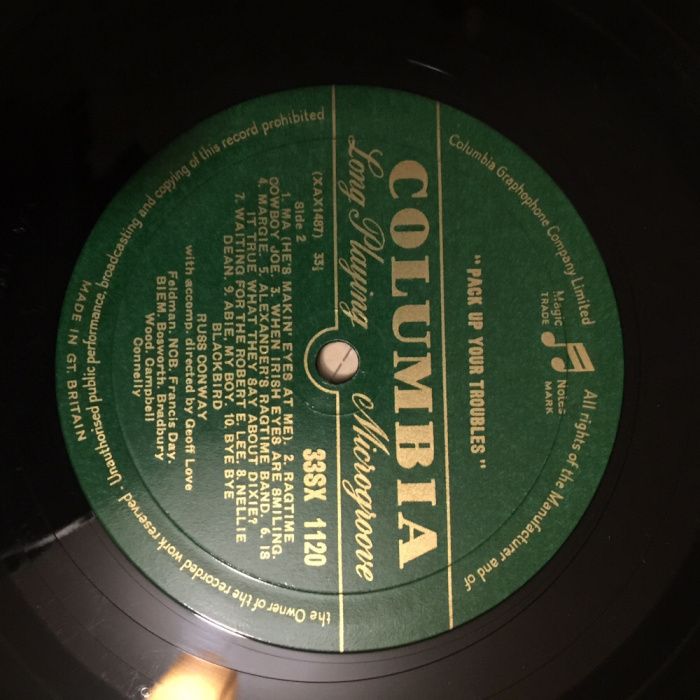 Columbia Graphophone Company Limited
All rights of the Manufacturer and of
the Owner of the recorded work reserved · Unauthorised public performance, broadcasting and copying of this record prohibited
Magic Notes
TRADE MARK
"PACK UP YOUR TROUBLES"
COLUMBIA
Long Playing Microgroove
(XAX1487) 33⅓
33SX 1120
Side 2
1. MA (HE'S MAKIN' EYES AT ME). 2. RAGTIME
COWBOY JOE. 3. WHEN IRISH EYES ARE SMILING.
4. MARGIE. 5. ALEXANDER'S RAGTIME BAND. 6. IS
IT TRUE WHAT THEY SAY ABOUT DIXIE?
7. WAITING FOR THE ROBERT E. LEE. 8. NELLIE
DEAN. 9. ABIE, MY BOY. 10. BYE BYE
BLACKBIRD
RUSS CONWAY
with accomp. directed by Geoff Love
Feldman. NCB. Francis Day.
BIEM. Bosworth. Bradbury
Wood. Campbell
Connelly
MADE IN GT. BRITAIN